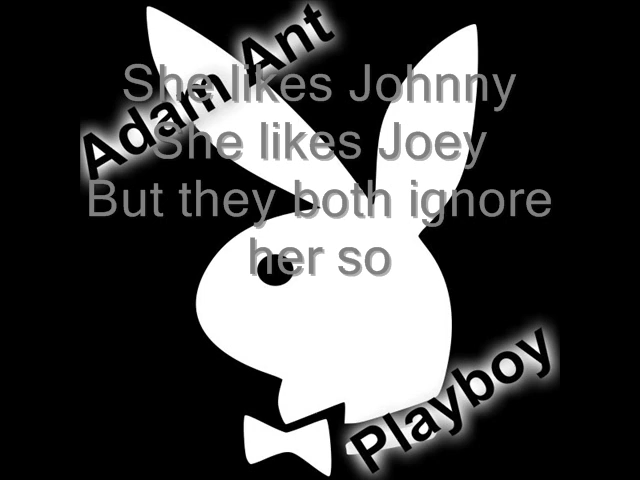 Adam Ant
She likes Johnny
She likes Joey
But they both ignore
her so
Playboy